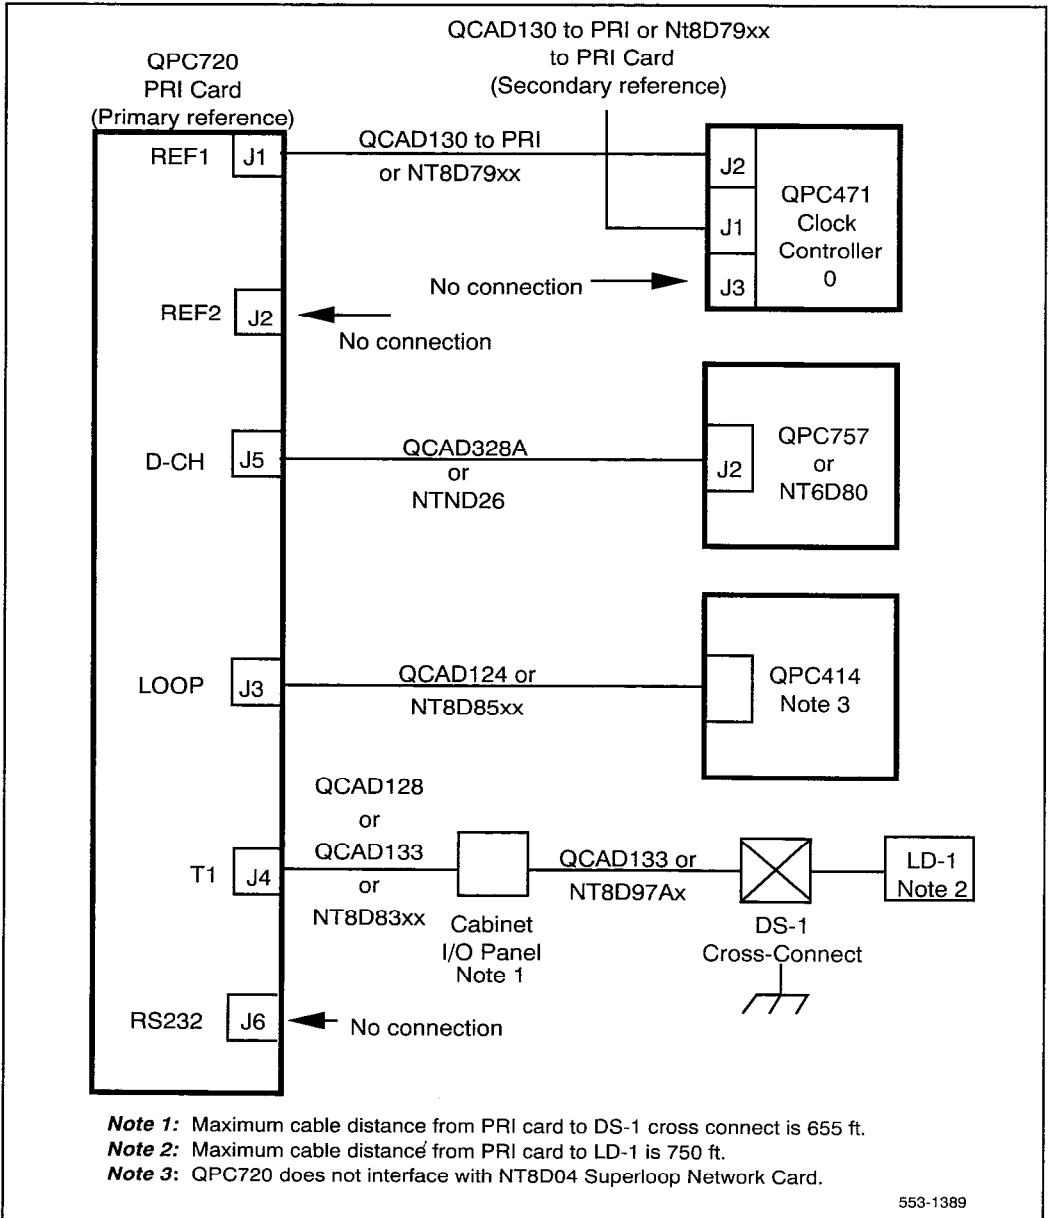 QCAD130 to PRI or Nt8D79xx
to PRI Card
(Secondary reference)
QPC720
PRI Card
(Primary reference)
REF1
J1
QCAD130 to PRI
or NT8D79xx
J2
J1
J3
QPC471
Clock
Controller
0
No connection
REF2
J2
No connection
D-CH
J5
QCAD328A
or
NTND26
J2
QPC757
or
NT6D80
LOOP
J3
QCAD124 or
NT8D85xx
QPC414
Note 3
T1
J4
QCAD128
or
QCAD133
or
NT8D83xx
Cabinet
I/O Panel
Note 1
QCAD133 or
NT8D97Ax
DS-1
Cross-Connect
LD-1
Note 2
RS232
J6
No connection
Note 1: Maximum cable distance from PRI card to DS-1 cross connect is 655 ft.
Note 2: Maximum cable distance from PRI card to LD-1 is 750 ft.
Note 3: QPC720 does not interface with NT8D04 Superloop Network Card.
553-1389